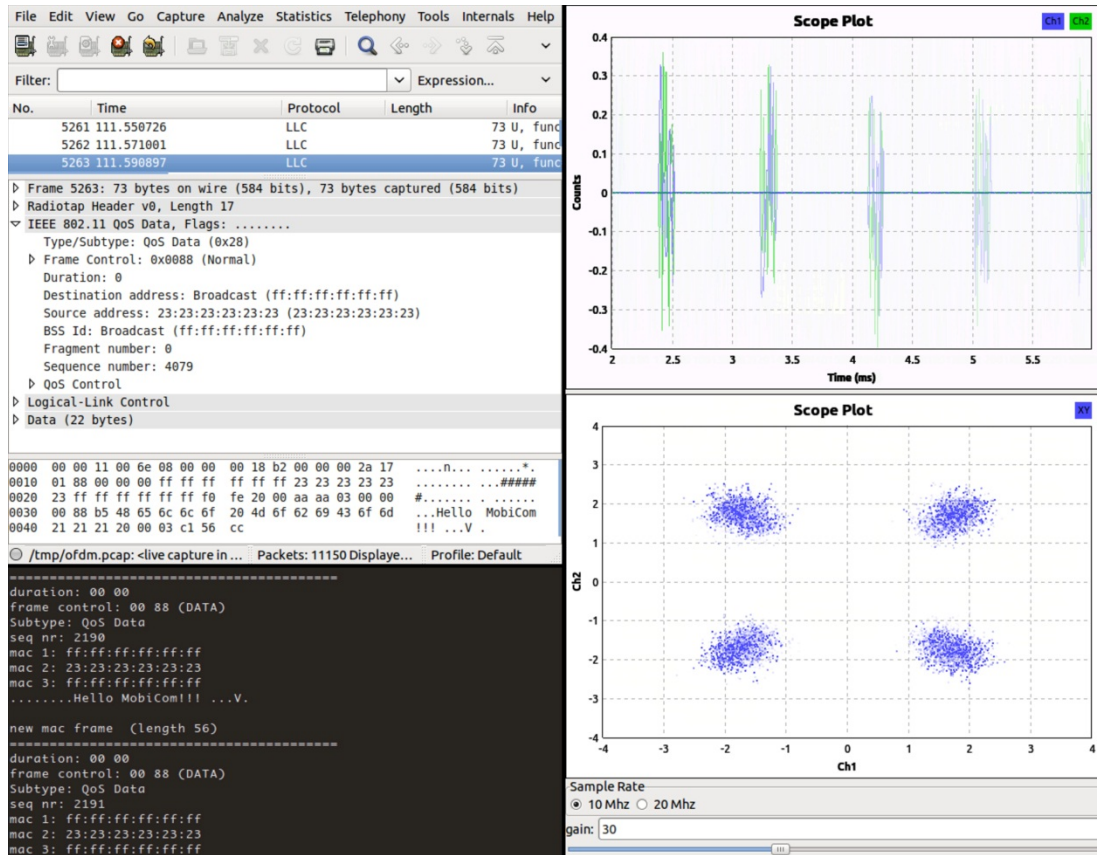 File Edit View Go Capture Analyze Statistics Telephony Tools Internals Help
Filter: Expression...
No. Time Protocol Length Info
5261 111.550726 LLC 73 U, func
5262 111.571001 LLC 73 U, func
5263 111.590897 LLC 73 U, func
Frame 5263: 73 bytes on wire (584 bits), 73 bytes captured (584 bits)
Radiotap Header v0, Length 17
IEEE 802.11 QoS Data, Flags: ........
Type/Subtype: QoS Data (0x28)
Frame Control: 0x0088 (Normal)
Duration: 0
Destination address: Broadcast (ff:ff:ff:ff:ff:ff)
Source address: 23:23:23:23:23:23 (23:23:23:23:23:23)
BSS Id: Broadcast (ff:ff:ff:ff:ff:ff)
Fragment number: 0
Sequence number: 4079
QoS Control
Logical-Link Control
Data (22 bytes)
0000 00 00 11 00 6e 08 00 00 00 18 b2 00 00 00 2a 17 ....n... ......*.
0010 01 88 00 00 00 ff ff ff ff ff ff 23 23 23 23 23 ........ ...#####
0020 23 ff ff ff ff ff ff f0 fe 20 00 aa aa 03 00 00 #....... . ......
0030 00 88 b5 48 65 6c 6c 6f 20 4d 6f 62 69 43 6f 6d ...Hello MobiCom
0040 21 21 21 20 00 03 c1 56 cc !!! ...V .
/tmp/ofdm.pcap: <live capture in ... Packets: 11150 Displaye... Profile: Default
=========================================
duration: 00 00
frame control: 00 88 (DATA)
Subtype: QoS Data
seq nr: 2190
mac 1: ff:ff:ff:ff:ff:ff
mac 2: 23:23:23:23:23:23
mac 3: ff:ff:ff:ff:ff:ff
........Hello MobiCom!!! ...V.
new mac frame (length 56)
=========================================
duration: 00 00
frame control: 00 88 (DATA)
Subtype: QoS Data
seq nr: 2191
mac 1: ff:ff:ff:ff:ff:ff
mac 2: 23:23:23:23:23:23
mac 3: ff:ff:ff:ff:ff:ff
Scope Plot
Ch1 Ch2
0.4
0.3
0.2
0.1
0
-0.1
-0.2
-0.3
-0.4
Counts
2 2.5 3 3.5 4 4.5 5 5.5
Time (ms)
Scope Plot
XY
4
3
2
1
0
-1
-2
-3
-4
Ch2
-4 -3 -2 -1 0 1 2 3 4
Ch1
Sample Rate
10 Mhz 20 Mhz
gain: 30